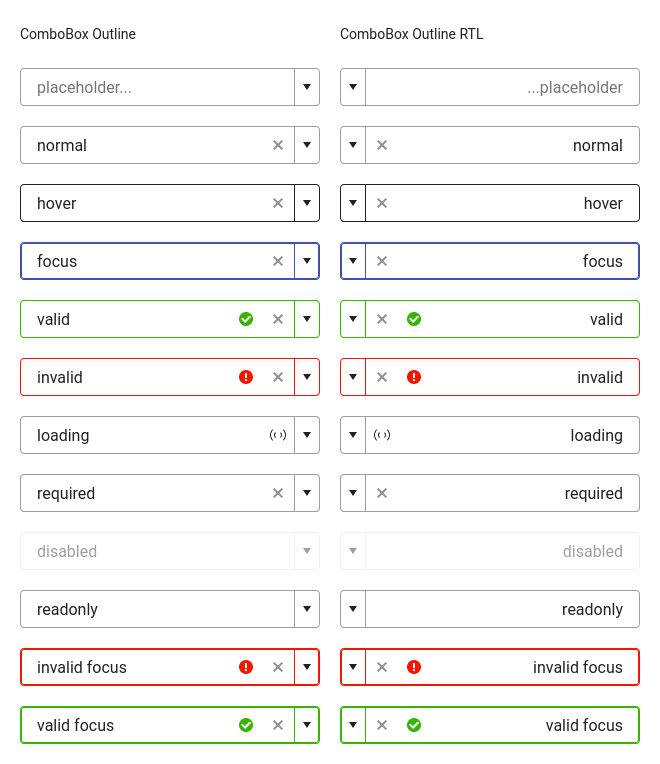 ComboBox Outline
placeholder...
normal
hover
focus
valid
invalid
loading
required
disabled
readonly
invalid focus
valid focus
ComboBox Outline RTL
...placeholder
normal
hover
focus
valid
invalid
loading
required
disabled
readonly
invalid focus
valid focus